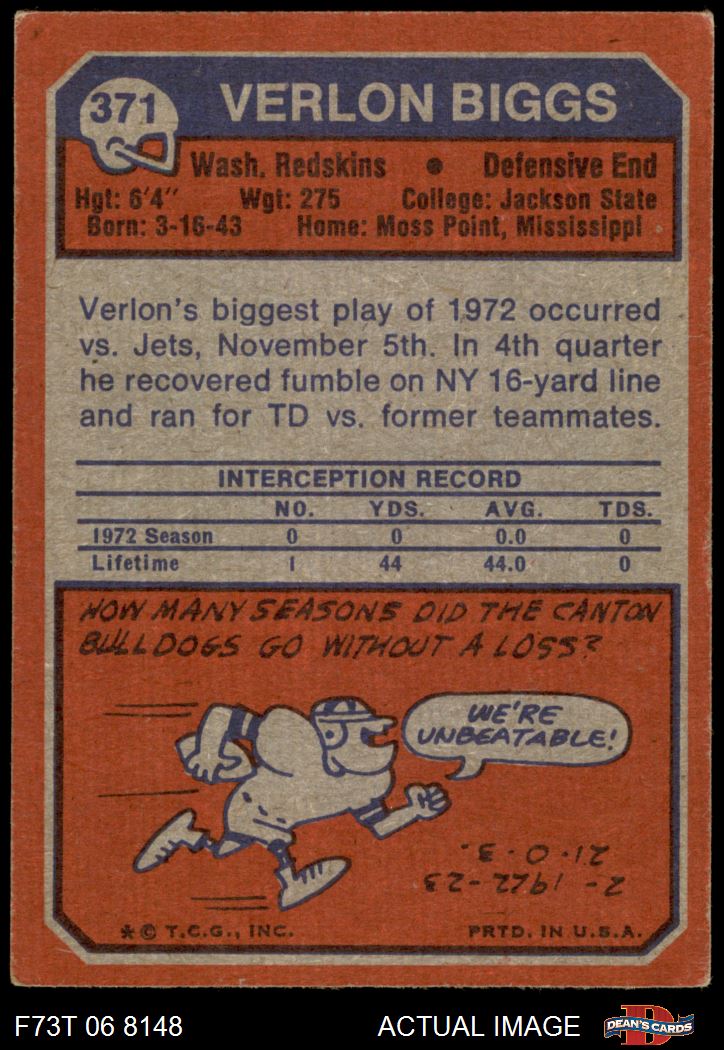 371
VERLON BIGGS
Wash. Redskins • Defensive End
Hgt: 6'4" Wgt: 275 College: Jackson State
Born: 3-16-43 Home: Moss Point, Mississippi
Verlon's biggest play of 1972 occurred
vs. Jets, November 5th. In 4th quarter
he recovered fumble on NY 16-yard line
and ran for TD vs. former teammates.
INTERCEPTION RECORD
NO. YDS. AVG. TDS.
1972 Season 0 0 0.0 0
Lifetime 1 44 44.0 0
HOW MANY SEASONS DID THE CANTON
BULLDOGS GO WITHOUT A LOSS?
WE'RE
UNBEATABLE!
2 - 1922-23
21-0-3.
* © T.C.G., INC. PRTD. IN U.S.A.
F73T 06 8148 ACTUAL IMAGE
D
DEAN'S CARDS